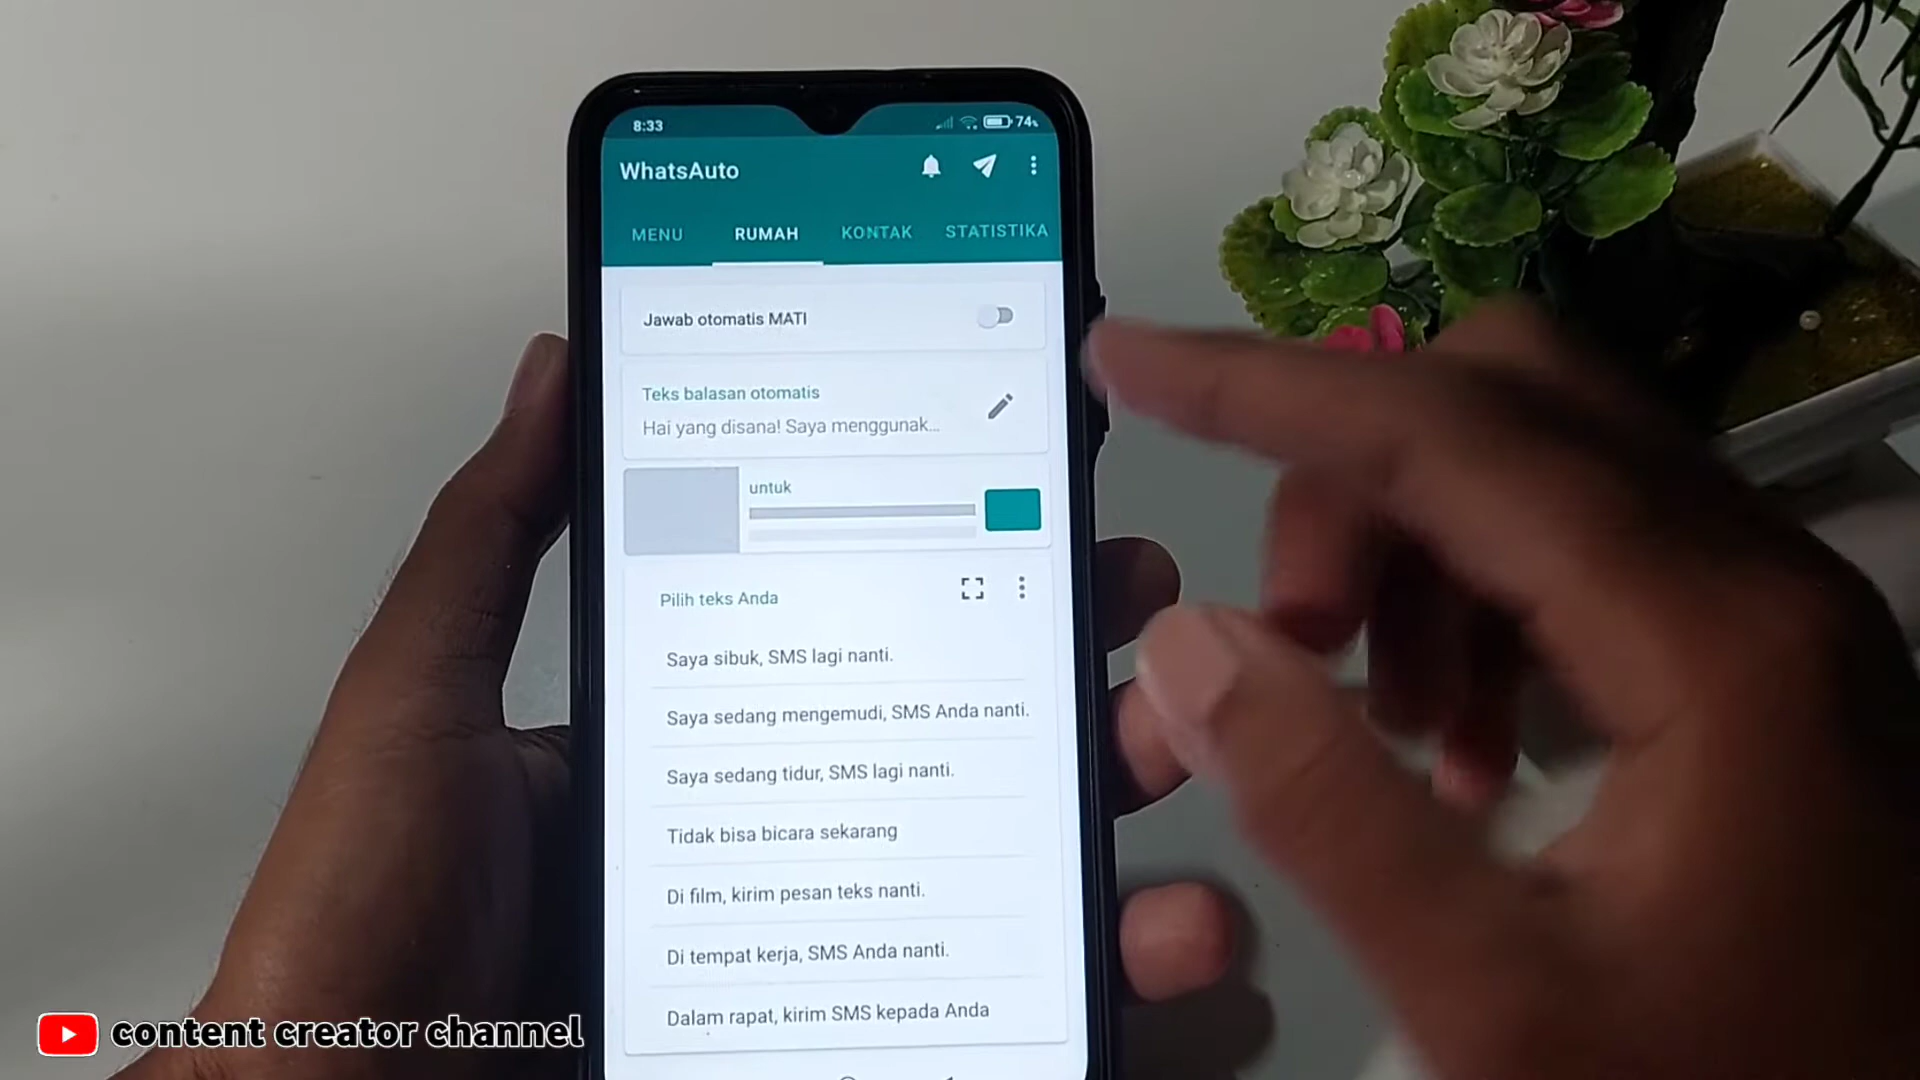 8:33
74%
WhatsAuto
MENU RUMAH KONTAK STATISTIKA
Jawab otomatis MATI
Teks balasan otomatis
Hai yang disana! Saya menggunak...
untuk
Pilih teks Anda
Saya sibuk, SMS lagi nanti.
Saya sedang mengemudi, SMS Anda nanti.
Saya sedang tidur, SMS lagi nanti.
Tidak bisa bicara sekarang
Di film, kirim pesan teks nanti.
Di tempat kerja, SMS Anda nanti.
Dalam rapat, kirim SMS kepada Anda
content creator channel